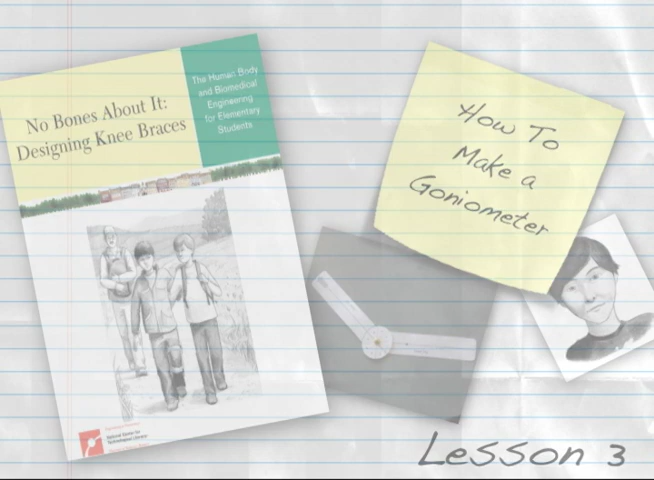 No Bones About It:
Designing Knee Braces
The Human Body
and Biomedical
Engineering
for Elementary
Students
How To
Make a
Goniometer
Lesson 3